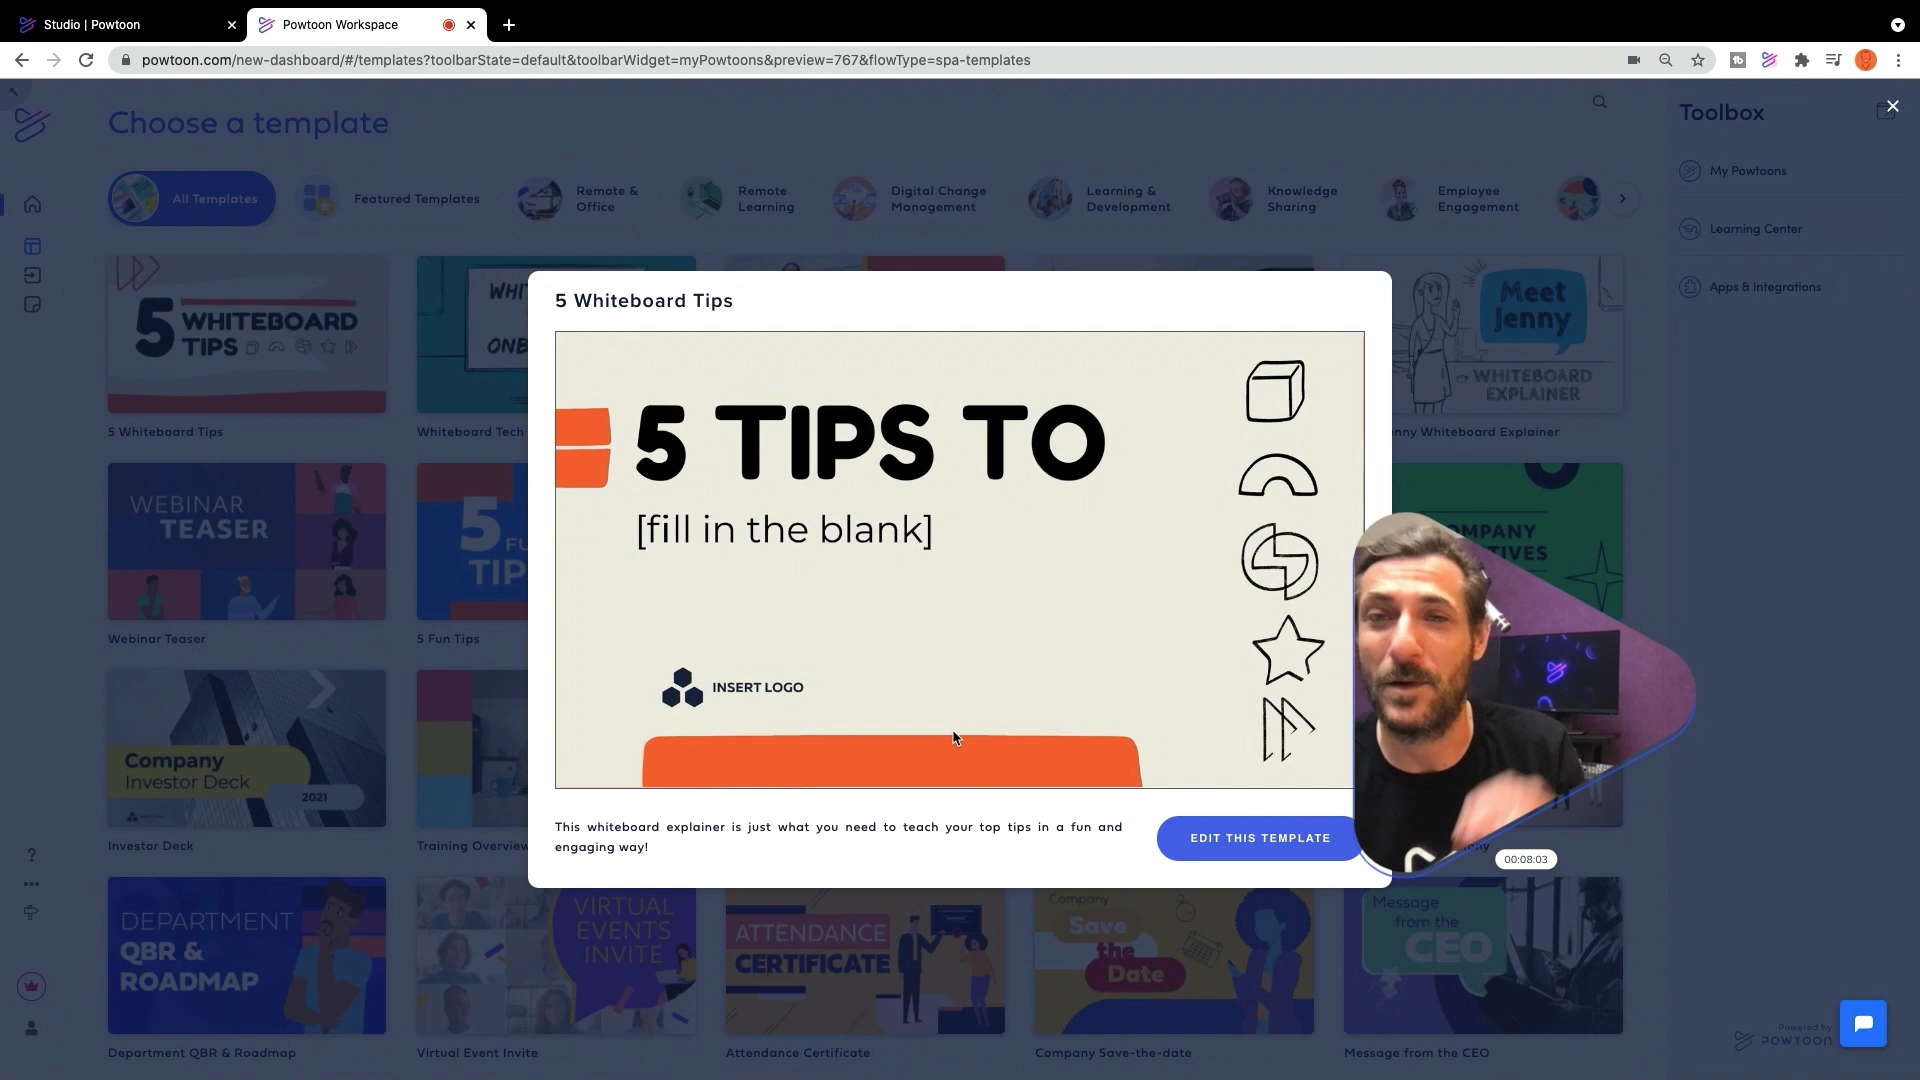 Studio | Powtoon
Powtoon Workspace
powtoon.com/new-dashboard/#/templates?toolbarState=default&toolbarWidget=myPowtoons&preview=767&flowType=spa-templates
Choose a template
Toolbox
All Templates
Featured Templates
Remote &
Office
Remote
Learning
Digital Change
Management
Learning &
Development
Knowledge
Sharing
Employee
Engagement
My Powtoons
Learning Center
Apps & Integrations
5 WHITEBOARD
TIPS
5 Whiteboard Tips
Whiteboard Tech
5 Whiteboard Tips
5 TIPS TO
[fill in the blank]
INSERT LOGO
This whiteboard explainer is just what you need to teach your top tips in a fun and
engaging way!
EDIT THIS TEMPLATE
Meet
Jenny
WHITEBOARD
EXPLAINER
enny Whiteboard Explainer
WEBINAR
TEASER
Webinar Teaser
5 FU
TIP
5 Fun Tips
Company
Investor Deck
2021
Investor Deck
Training Overview
00:08:03
DEPARTMENT
QBR &
ROADMAP
Department QBR & Roadmap
VIRTUAL
EVENTS
INVITE
Virtual Event Invite
ATTENDANCE
CERTIFICATE
Attendance Certificate
Company
Save
the
Date
Company Save-the-date
Message
from the
CEO
Message from the CEO
Powered by
POWTOON